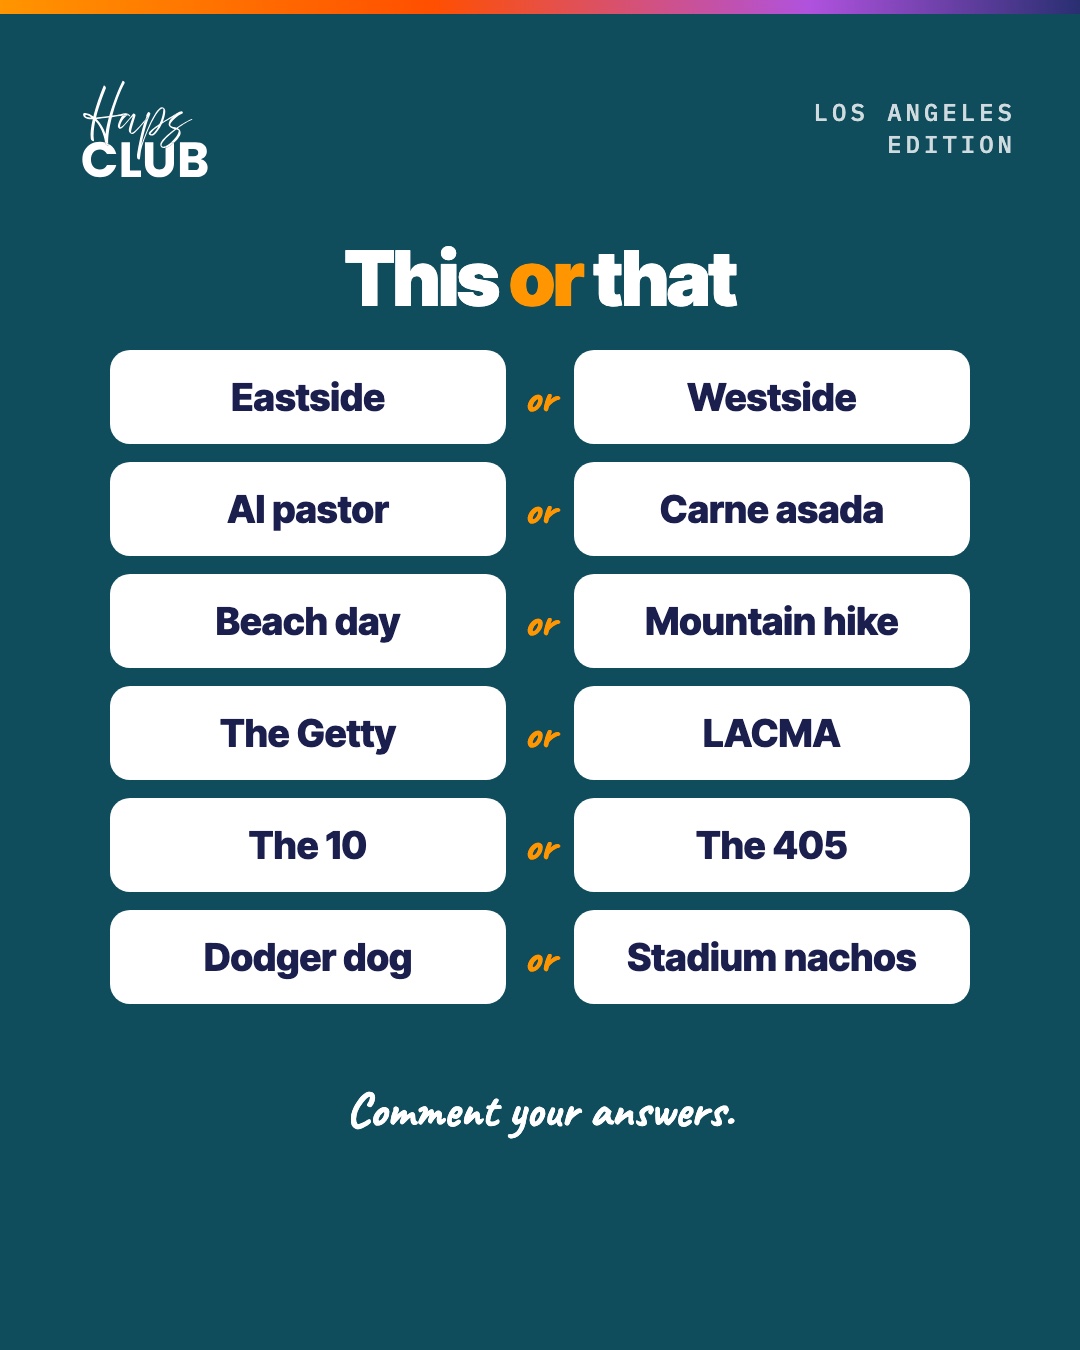 Haps
CLUB
LOS ANGELES
EDITION
This or that
Eastside or Westside
Al pastor or Carne asada
Beach day or Mountain hike
The Getty or LACMA
The 10 or The 405
Dodger dog or Stadium nachos
Comment your answers.